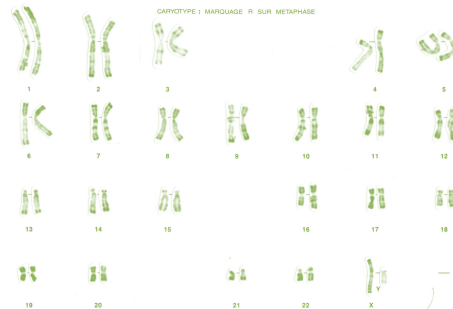 CARYOTYPE : MARQUAGE R SUR METAPHASE
1 2 3 4 5
6 7 8 9 10 11 12
13 14 15 16 17 18
19 20 21 22 X Y